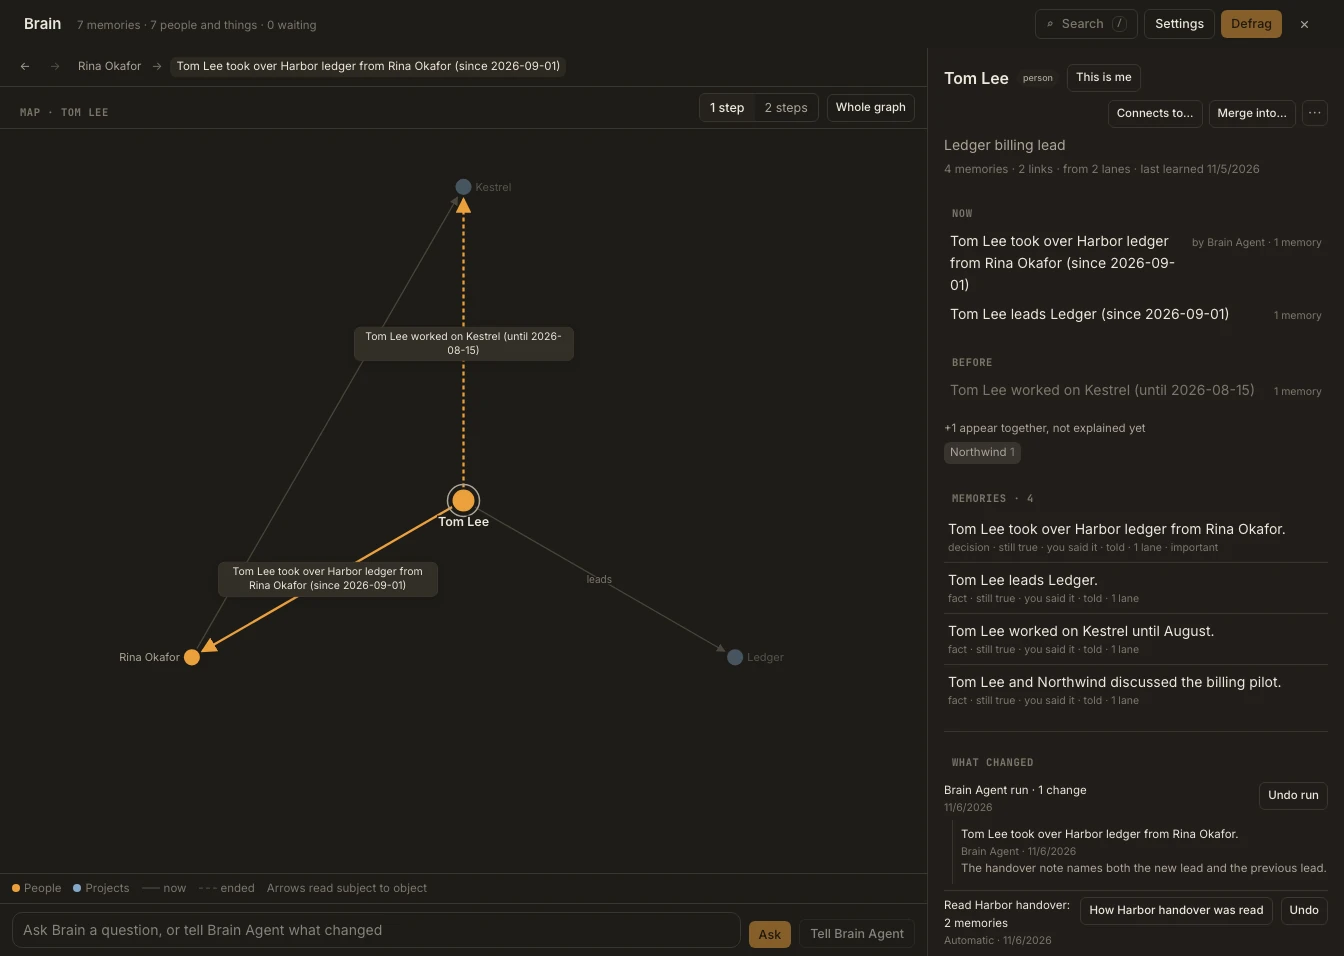 Brain
7 memories · 7 people and things · 0 waiting
Search /
Settings
Defrag
×
← → Rina Okafor → Tom Lee took over Harbor ledger from Rina Okafor (since 2026-09-01)
MAP · TOM LEE
1 step
2 steps
Whole graph
Kestrel
Tom Lee worked on Kestrel (until 2026-
08-15)
Tom Lee
Tom Lee took over Harbor ledger from
Rina Okafor (since 2026-09-01)
leads
Rina Okafor
Ledger
People
Projects
now
ended
Arrows read subject to object
Ask Brain a question, or tell Brain Agent what changed
Ask
Tell Brain Agent
Tom Lee
person
This is me
Connects to...
Merge into...
...
Ledger billing lead
4 memories · 2 links · from 2 lanes · last learned 11/5/2026
NOW
Tom Lee took over Harbor ledger
from Rina Okafor (since 2026-09-
01)
by Brain Agent · 1 memory
Tom Lee leads Ledger (since 2026-09-01)
1 memory
BEFORE
Tom Lee worked on Kestrel (until 2026-08-15)
1 memory
+1 appear together, not explained yet
Northwind 1
MEMORIES · 4
Tom Lee took over Harbor ledger from Rina Okafor.
decision · still true · you said it · told · 1 lane · important
Tom Lee leads Ledger.
fact · still true · you said it · told · 1 lane
Tom Lee worked on Kestrel until August.
fact · still true · you said it · told · 1 lane
Tom Lee and Northwind discussed the billing pilot.
fact · still true · you said it · told · 1 lane
WHAT CHANGED
Brain Agent run · 1 change
11/6/2026
Undo run
Tom Lee took over Harbor ledger from Rina Okafor.
Brain Agent · 11/6/2026
The handover note names both the new lead and the previous lead.
Read Harbor handover:
2 memories
Automatic · 11/6/2026
How Harbor handover was read
Undo